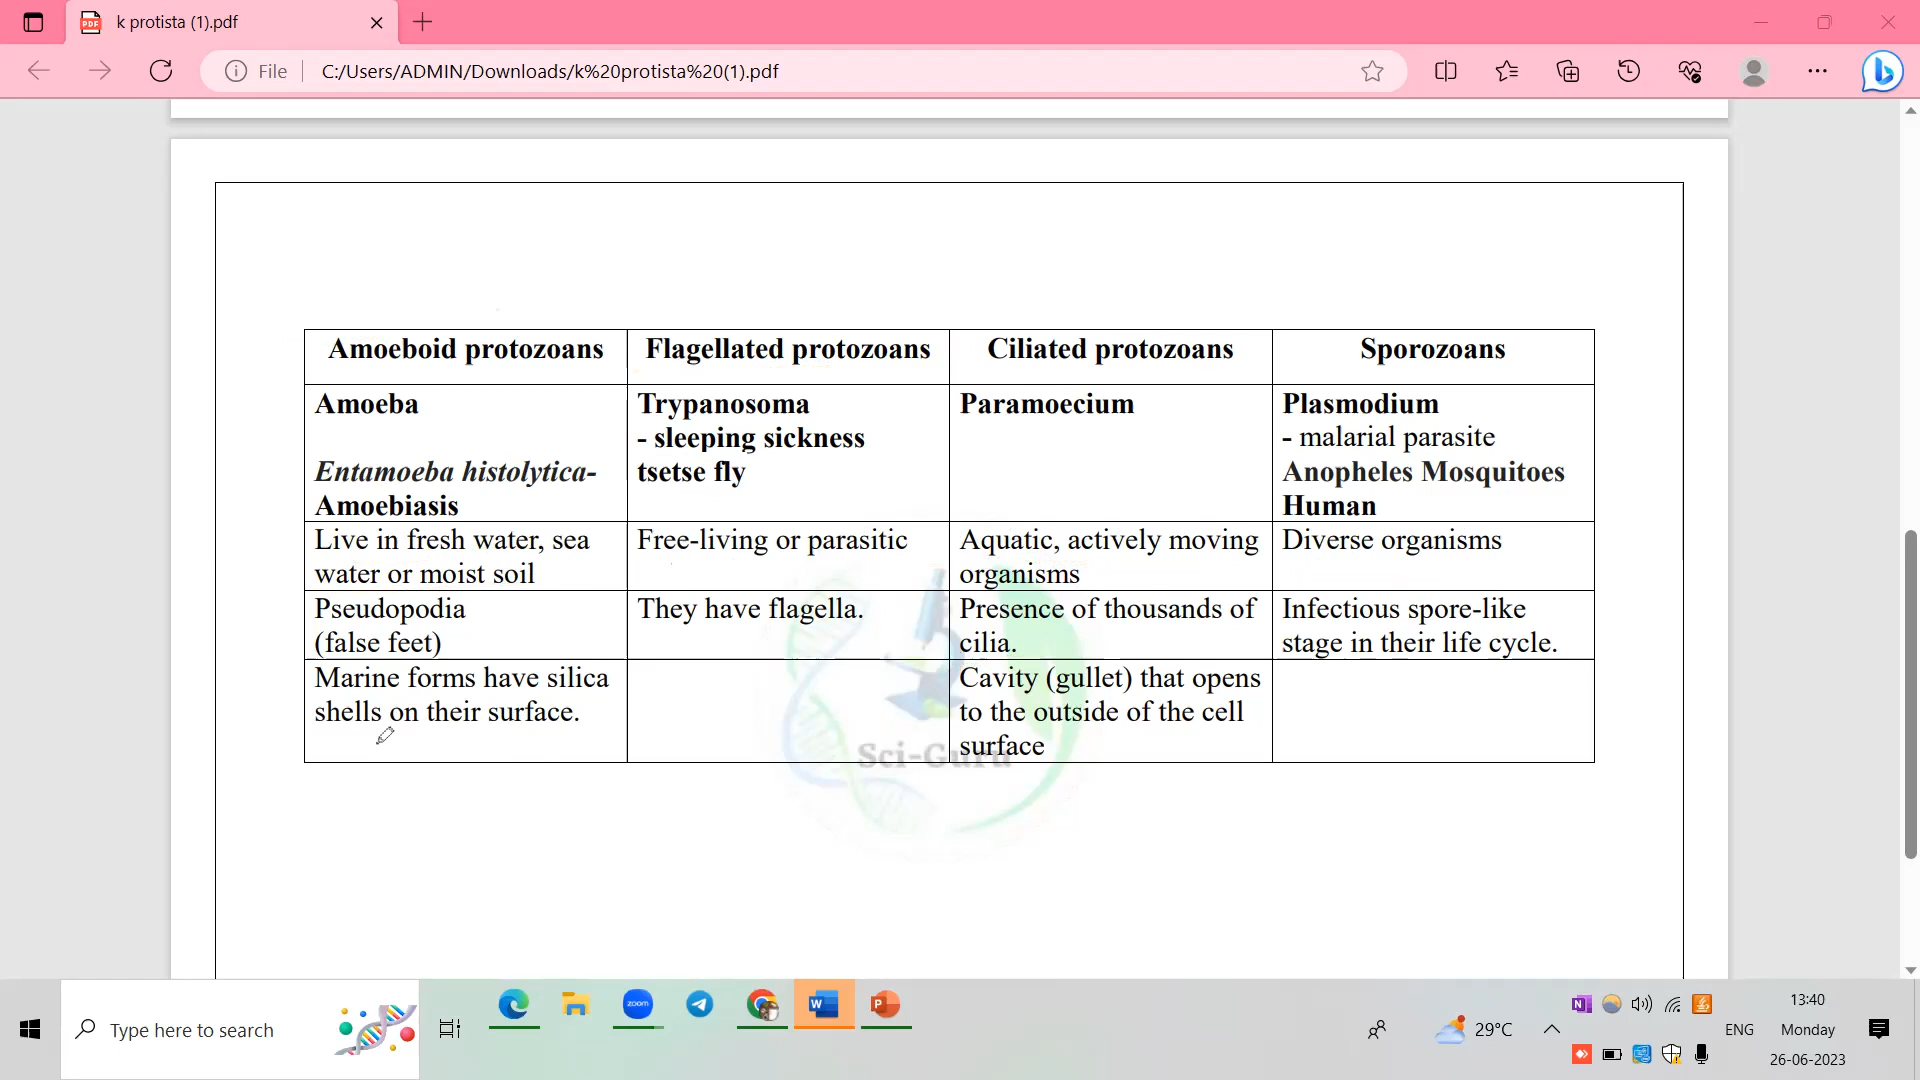 k protista (1).pdf
File
C:/Users/ADMIN/Downloads/k%20protista%20(1).pdf
Amoeboid protozoans
Flagellated protozoans
Ciliated protozoans
Sporozoans
Amoeba
Entamoeba histolytica-
Amoebiasis
Trypanosoma
- sleeping sickness
tsetse fly
Paramoecium
Plasmodium
- malarial parasite
Anopheles Mosquitoes
Human
Live in fresh water, sea
water or moist soil
Free-living or parasitic
Aquatic, actively moving
organisms
Diverse organisms
Pseudopodia
(false feet)
They have flagella.
Presence of thousands of
cilia.
Infectious spore-like
stage in their life cycle.
Marine forms have silica
shells on their surface.
Cavity (gullet) that opens
to the outside of the cell
surface
Sci-Guru
Type here to search
zoom
29°C
ENG
13:40
Monday
26-06-2023